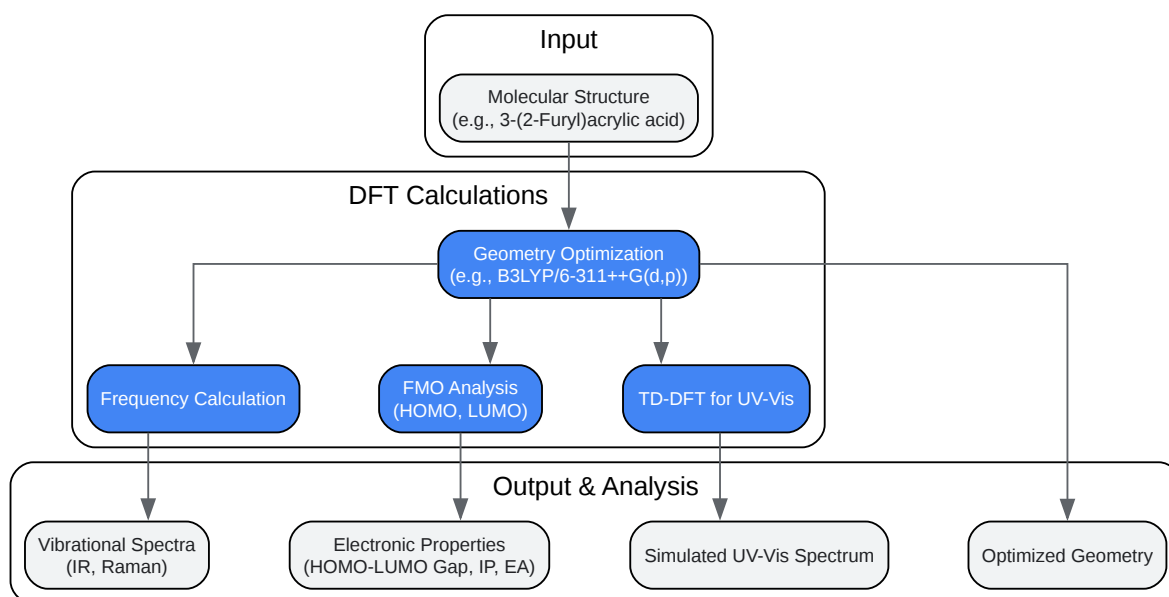 Input
Molecular Structure
(e.g., 3-(2-Furyl)acrylic acid)
DFT Calculations
Geometry Optimization
(e.g., B3LYP/6-311++G(d,p))
Frequency Calculation
FMO Analysis
(HOMO, LUMO)
TD-DFT for UV-Vis
Output & Analysis
Vibrational Spectra
(IR, Raman)
Electronic Properties
(HOMO-LUMO Gap, IP, EA)
Simulated UV-Vis Spectrum
Optimized Geometry